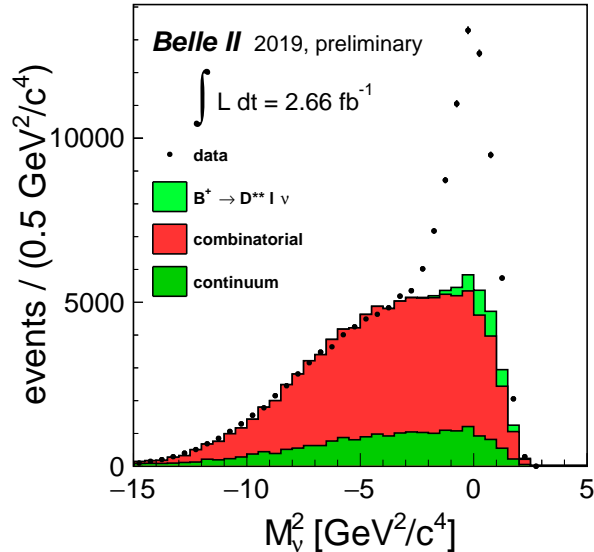 Belle II 2019, preliminary
∫ L dt = 2.66 fb⁻¹
data
B⁺ → D** l ν
combinatorial
continuum
events / (0.5 GeV²/c⁴)
10000
5000
0
−15 −10 −5 0 5
M²ᵥ [GeV²/c⁴]